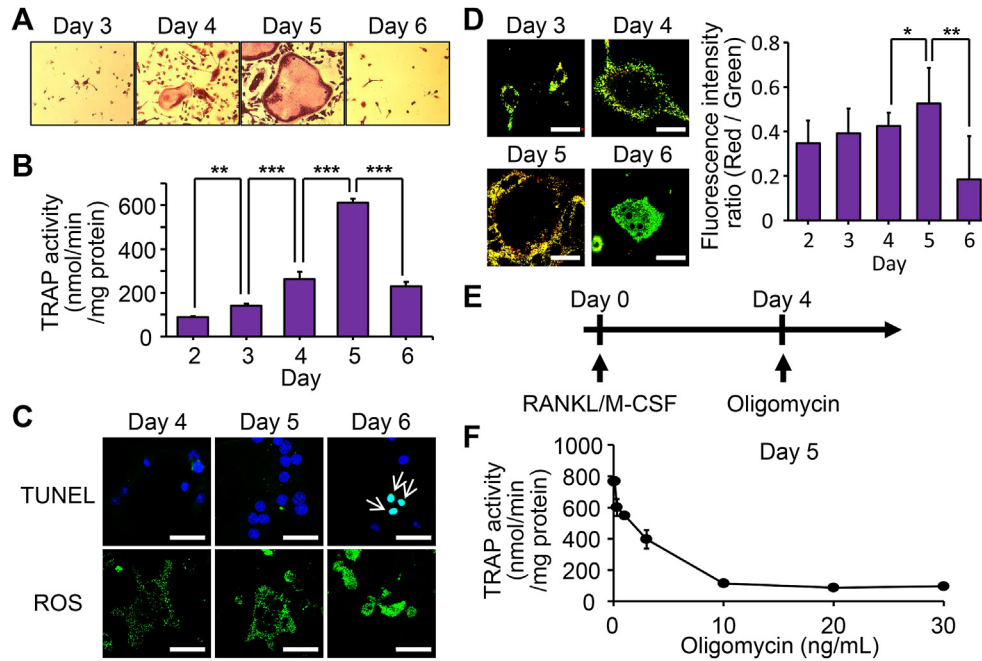 A
Day 3 Day 4 Day 5 Day 6
B
** *** *** ***
TRAP activity
(nmol/min
/mg protein)
600
400
200
0
2 3 4 5 6
Day
C
Day 4 Day 5 Day 6
TUNEL
ROS
D
Day 3 Day 4
Day 5 Day 6
* **
Fluorescence intensity
ratio (Red / Green)
0.8
0.6
0.4
0.2
0
2 3 4 5 6
Day
E
Day 0 Day 4
RANKL/M-CSF Oligomycin
F
Day 5
TRAP activity
(nmol/min
/mg protein)
1000
800
600
400
200
0
0 10 20 30
Oligomycin (ng/mL)